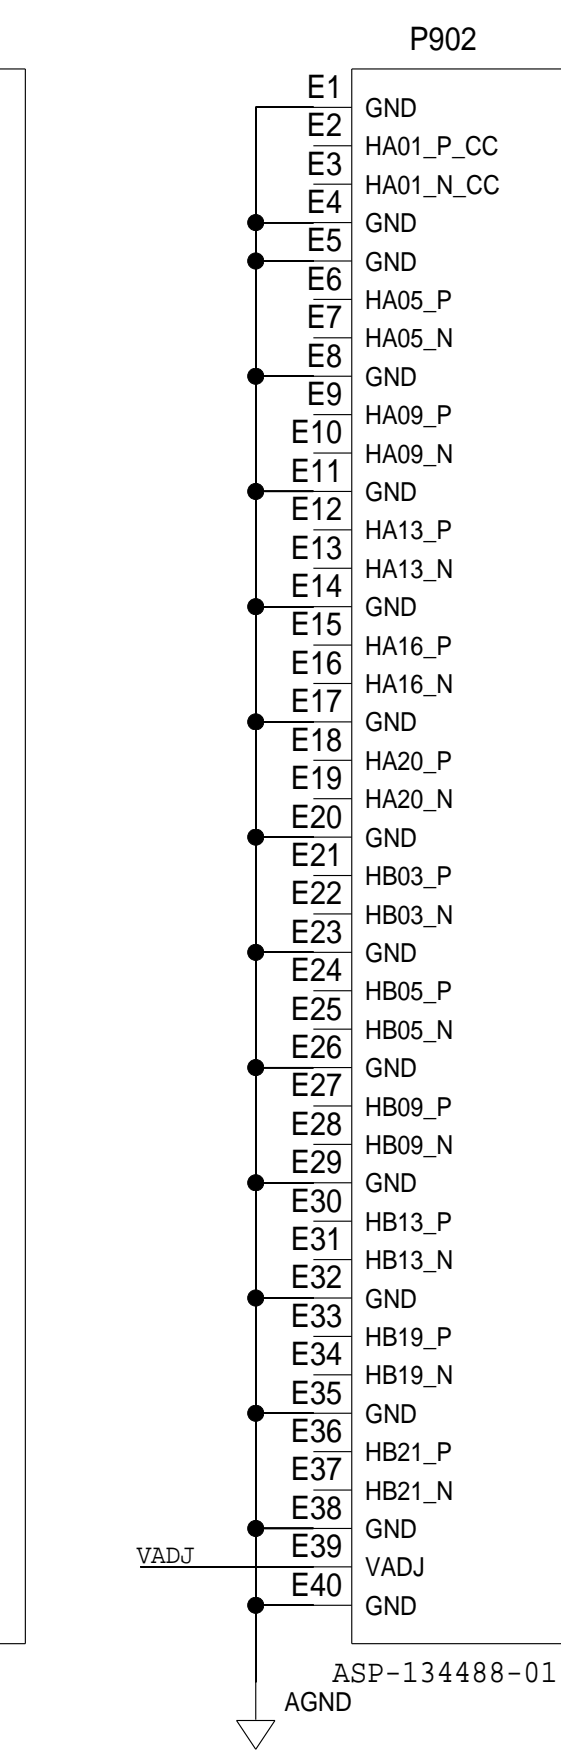 P902
E1 GND
E2 HA01_P_CC
E3 HA01_N_CC
E4 GND
E5 GND
E6 HA05_P
E7 HA05_N
E8 GND
E9 HA09_P
E10 HA09_N
E11 GND
E12 HA13_P
E13 HA13_N
E14 GND
E15 HA16_P
E16 HA16_N
E17 GND
E18 HA20_P
E19 HA20_N
E20 GND
E21 HB03_P
E22 HB03_N
E23 GND
E24 HB05_P
E25 HB05_N
E26 GND
E27 HB09_P
E28 HB09_N
E29 GND
E30 HB13_P
E31 HB13_N
E32 GND
E33 HB19_P
E34 HB19_N
E35 GND
E36 HB21_P
E37 HB21_N
E38 GND
VADJ E39 VADJ
E40 GND
ASP-134488-01
AGND